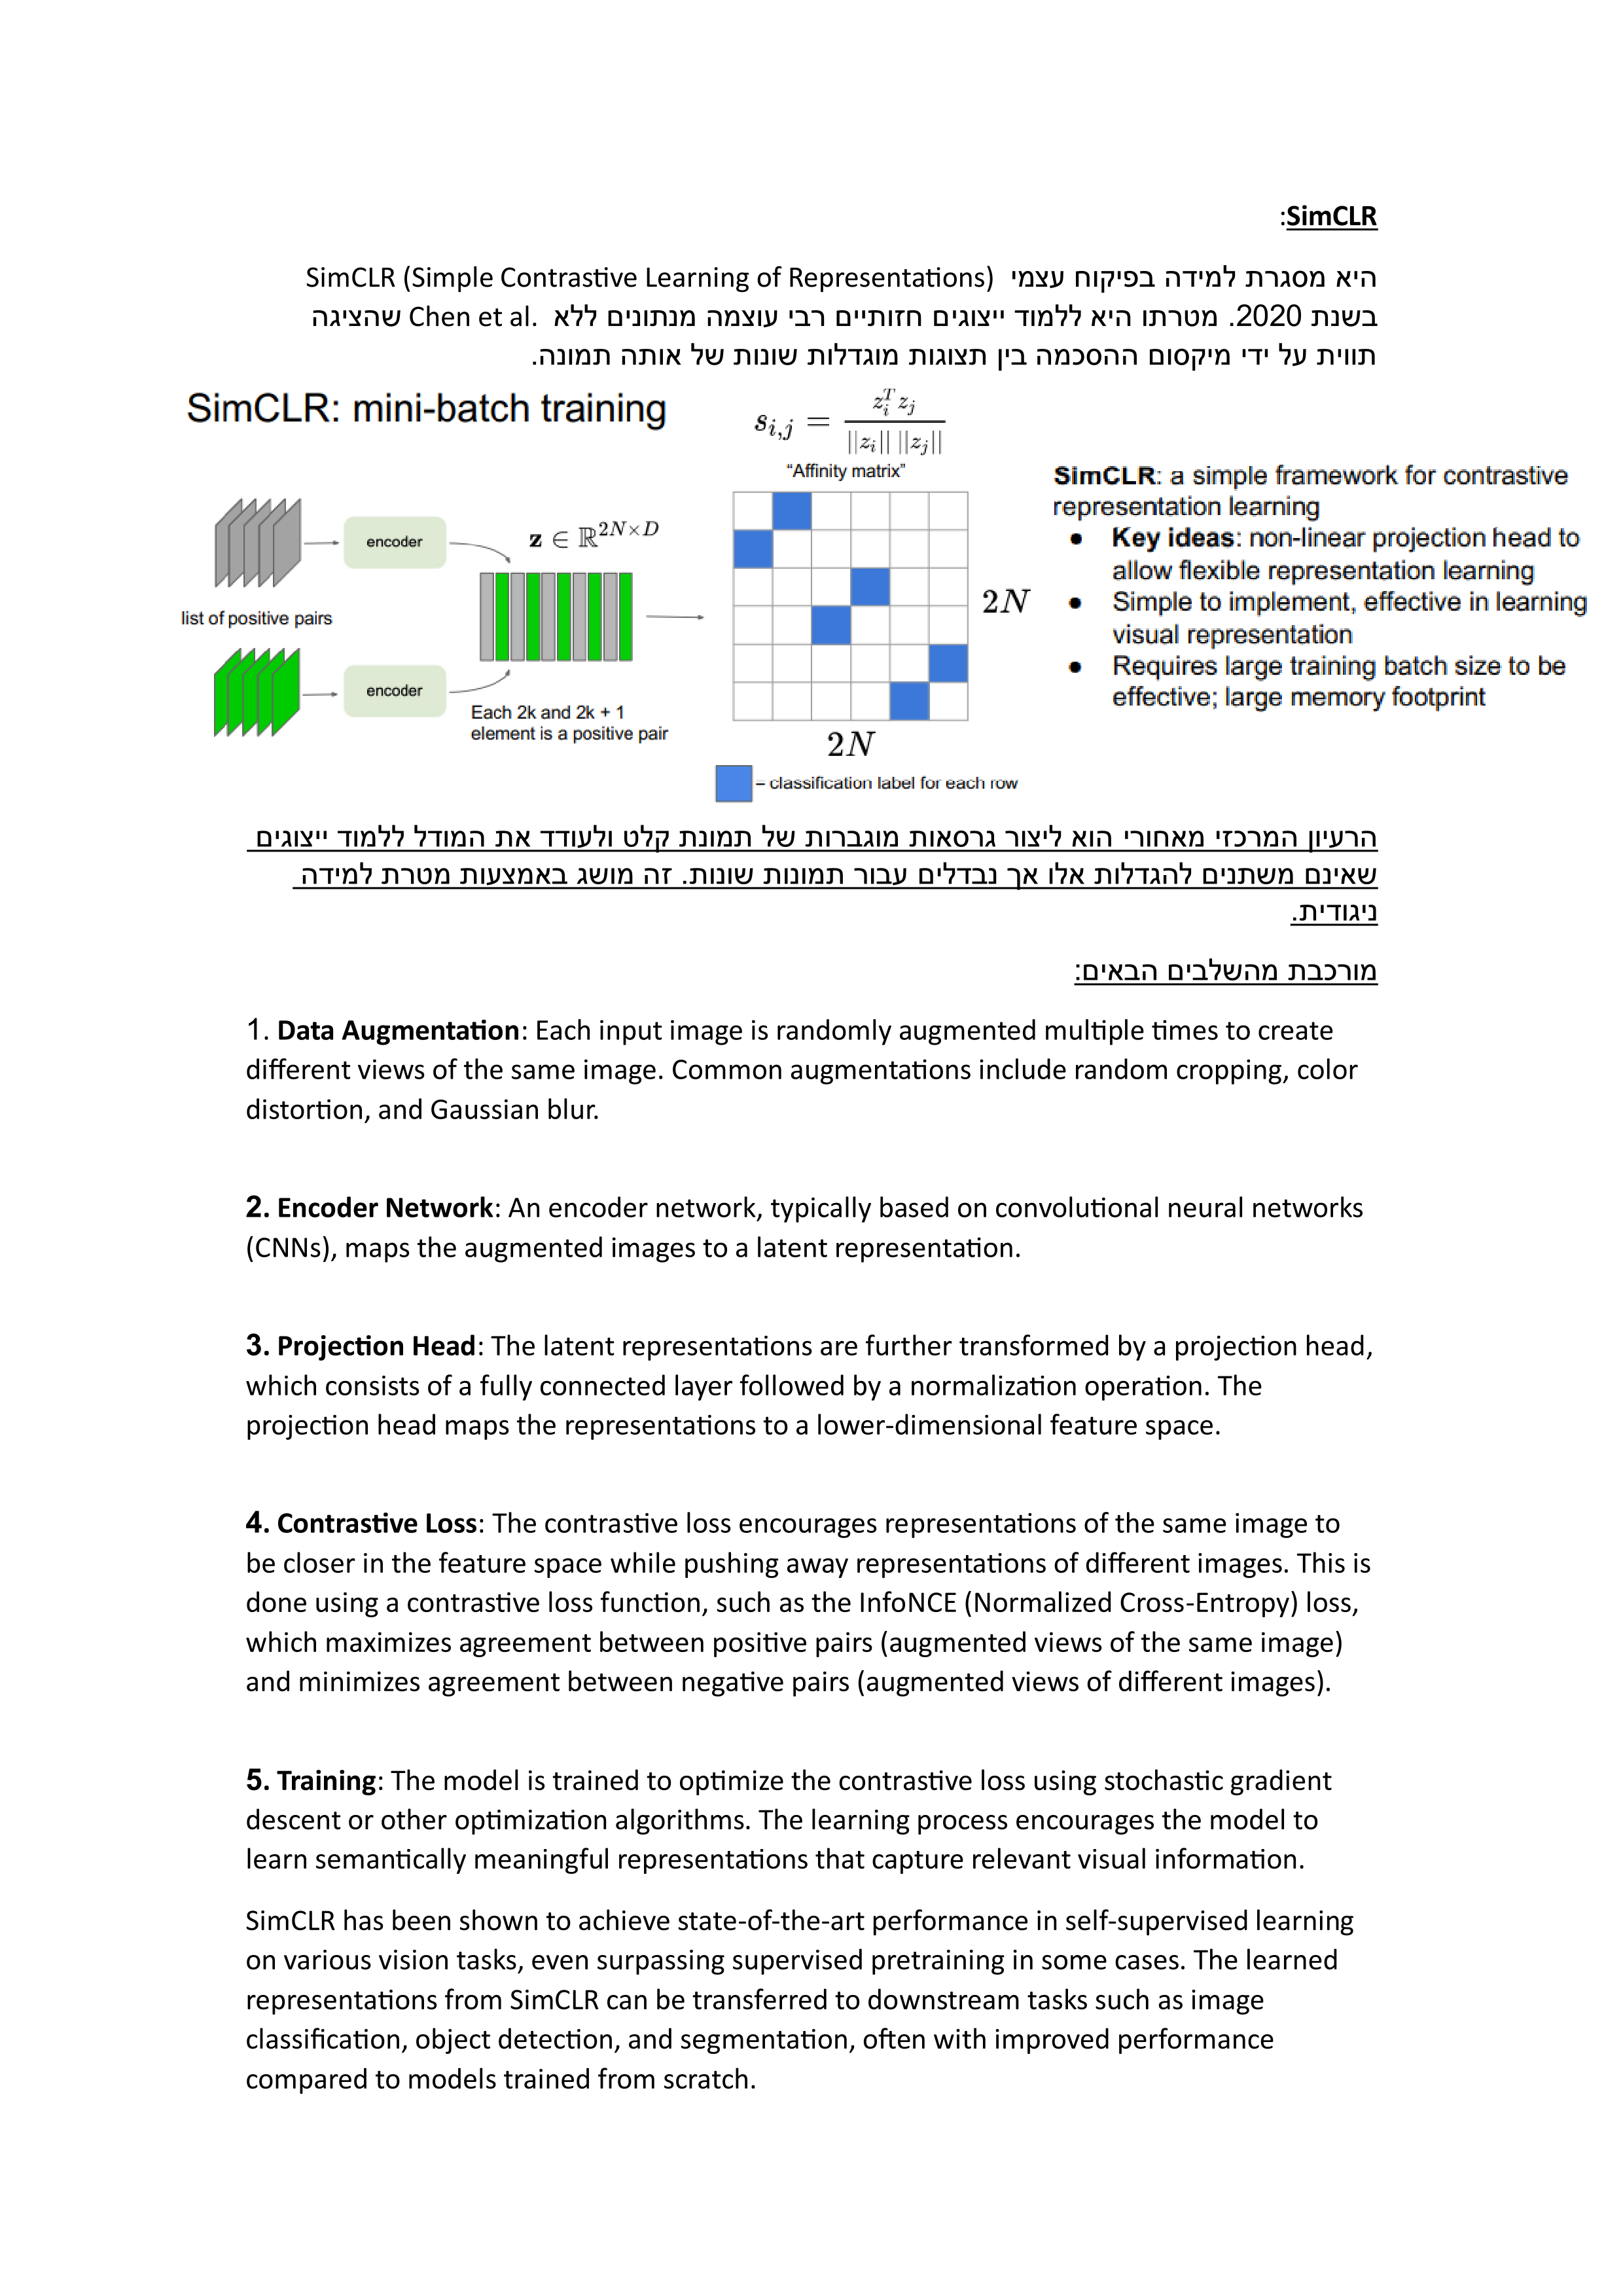 SimCLR:
SimCLR (Simple Contrastive Learning of Representations) היא מסגרת למידה בפיקוח עצמי
שהציגה Chen et al. בשנת 2020. מטרתו היא ללמוד ייצוגים חזותיים רבי עוצמה מנתונים ללא
תווית על ידי מיקסום ההסכמה בין תצוגות מוגדלות שונות של אותה תמונה.
SimCLR: mini-batch training
s_{i,j} = \frac{z_i^T z_j}{||z_i|| ||z_j||}
“Affinity matrix”
list of positive pairs
encoder
encoder
z ∈ ℝ^{2N×D}
Each 2k and 2k + 1
element is a positive pair
2N
2N
= classification label for each row
SimCLR: a simple framework for contrastive
representation learning
● Key ideas: non-linear projection head to
allow flexible representation learning
● Simple to implement, effective in learning
visual representation
● Requires large training batch size to be
effective; large memory footprint
הרעיון המרכזי מאחורי הוא ליצור גרסאות מוגברות של תמונת קלט ולעודד את המודל ללמוד ייצוגים
שאינם משתנים להגדלות אלו אך נבדלים עבור תמונות שונות. זה מושג באמצעות מטרת למידה
ניגודית.
מורכבת מהשלבים הבאים:
1. Data Augmentation: Each input image is randomly augmented multiple times to create
different views of the same image. Common augmentations include random cropping, color
distortion, and Gaussian blur.
2. Encoder Network: An encoder network, typically based on convolutional neural networks
(CNNs), maps the augmented images to a latent representation.
3. Projection Head: The latent representations are further transformed by a projection head,
which consists of a fully connected layer followed by a normalization operation. The
projection head maps the representations to a lower-dimensional feature space.
4. Contrastive Loss: The contrastive loss encourages representations of the same image to
be closer in the feature space while pushing away representations of different images. This is
done using a contrastive loss function, such as the InfoNCE (Normalized Cross-Entropy) loss,
which maximizes agreement between positive pairs (augmented views of the same image)
and minimizes agreement between negative pairs (augmented views of different images).
5. Training: The model is trained to optimize the contrastive loss using stochastic gradient
descent or other optimization algorithms. The learning process encourages the model to
learn semantically meaningful representations that capture relevant visual information.
SimCLR has been shown to achieve state-of-the-art performance in self-supervised learning
on various vision tasks, even surpassing supervised pretraining in some cases. The learned
representations from SimCLR can be transferred to downstream tasks such as image
classification, object detection, and segmentation, often with improved performance
compared to models trained from scratch.